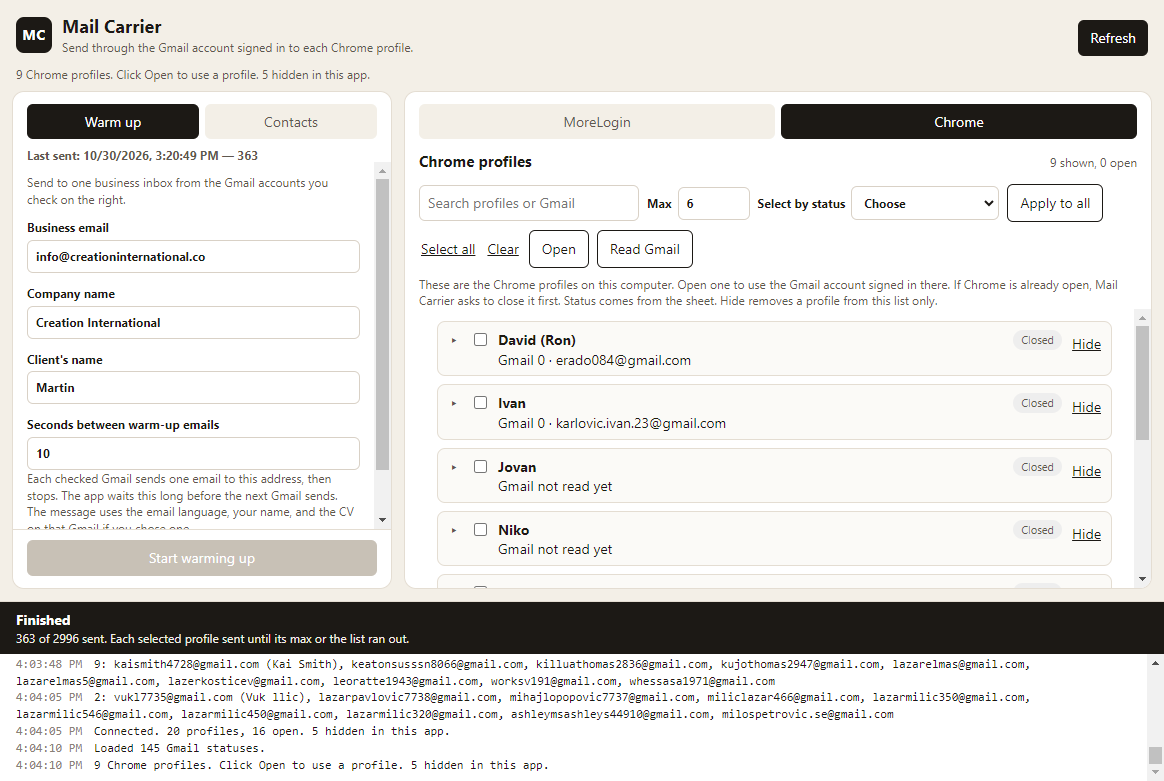 MC
Mail Carrier
Send through the Gmail account signed in to each Chrome profile.
Refresh
9 Chrome profiles. Click Open to use a profile. 5 hidden in this app.
Warm up
Contacts
Last sent: 10/30/2026, 3:20:49 PM — 363
Send to one business inbox from the Gmail accounts you
check on the right.
Business email
info@creationinternational.co
Company name
Creation International
Client's name
Martin
Seconds between warm-up emails
10
Each checked Gmail sends one email to this address, then
stops. The app waits this long before the next Gmail sends.
The message uses the email language, your name, and the CV
on that Gmail if you chose one.
Start warming up
MoreLogin
Chrome
Chrome profiles
9 shown, 0 open
Search profiles or Gmail
Max
6
Select by status
Choose
Apply to all
Select all
Clear
Open
Read Gmail
These are the Chrome profiles on this computer. Open one to use the Gmail account signed in there. If Chrome is already open, Mail
Carrier asks to close it first. Status comes from the sheet. Hide removes a profile from this list only.
David (Ron)
Gmail 0 · erado084@gmail.com
Closed
Hide
Ivan
Gmail 0 · karlovic.ivan.23@gmail.com
Closed
Hide
Jovan
Gmail not read yet
Closed
Hide
Niko
Gmail not read yet
Closed
Hide
Finished
363 of 2996 sent. Each selected profile sent until its max or the list ran out.
4:03:48 PM 9: kaismith4728@gmail.com (Kai Smith), keatonsusssn8066@gmail.com, killuathomas2836@gmail.com, kujothomas2947@gmail.com, lazarelmas@gmail.com,
lazarelmas5@gmail.com, lazerkosticev@gmail.com, leoratte1943@gmail.com, worksv191@gmail.com, whessasa1971@gmail.com
4:04:05 PM 2: vukl7735@gmail.com (Vuk llic), lazarpavlovic7738@gmail.com, mihajlopopovic7737@gmail.com, miliclazar466@gmail.com, lazarmilic350@gmail.com,
lazarmilic546@gmail.com, lazarmilic450@gmail.com, lazarmilic320@gmail.com, ashleymsashleys44910@gmail.com, milospetrovic.se@gmail.com
4:04:05 PM Connected. 20 profiles, 16 open. 5 hidden in this app.
4:04:10 PM Loaded 145 Gmail statuses.
4:04:10 PM 9 Chrome profiles. Click Open to use a profile. 5 hidden in this app.